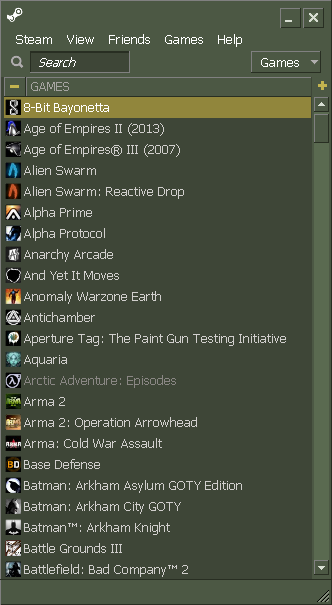 Steam View Friends Games Help
Search Games
GAMES
8-Bit Bayonetta
Age of Empires II (2013)
Age of Empires® III (2007)
Alien Swarm
Alien Swarm: Reactive Drop
Alpha Prime
Alpha Protocol
Anarchy Arcade
And Yet It Moves
Anomaly Warzone Earth
Antichamber
Aperture Tag: The Paint Gun Testing Initiative
Aquaria
Arctic Adventure: Episodes
Arma 2
Arma 2: Operation Arrowhead
Arma: Cold War Assault
BD Base Defense
Batman: Arkham Asylum GOTY Edition
Batman: Arkham City GOTY
Batman™: Arkham Knight
Battle Grounds III
Battlefield: Bad Company™ 2